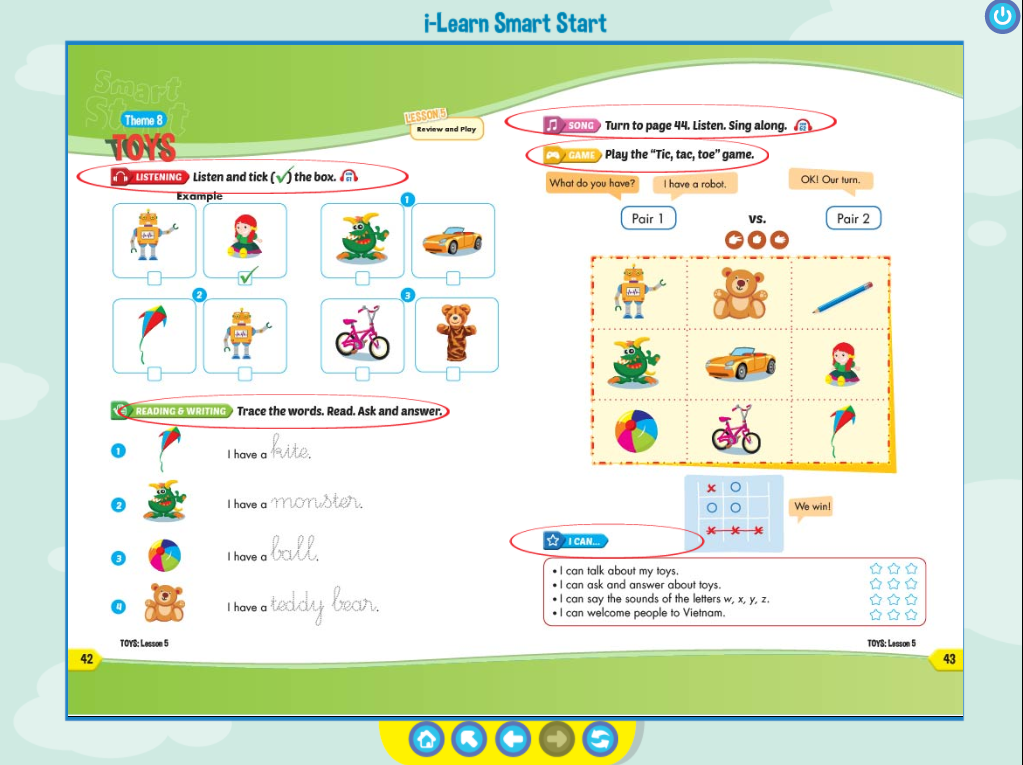 i-Learn Smart Start
Smart
Start
Theme 8
TOYS
LESSON 5
Review and Play
LISTENING Listen and tick (✓) the box.
Example
1
2
3
READING & WRITING Trace the words. Read. Ask and answer.
1 I have a kite.
2 I have a monster.
3 I have a ball.
4 I have a teddy bear.
TOYS: Lesson 5
42
SONG Turn to page 44. Listen. Sing along.
GAME Play the “Tic, tac, toe” game.
What do you have?
I have a robot.
OK! Our turn.
Pair 1 vs. Pair 2
We win!
I CAN...
• I can talk about my toys.
• I can ask and answer about toys.
• I can say the sounds of the letters w, x, y, z.
• I can welcome people to Vietnam.
TOYS: Lesson 5
43